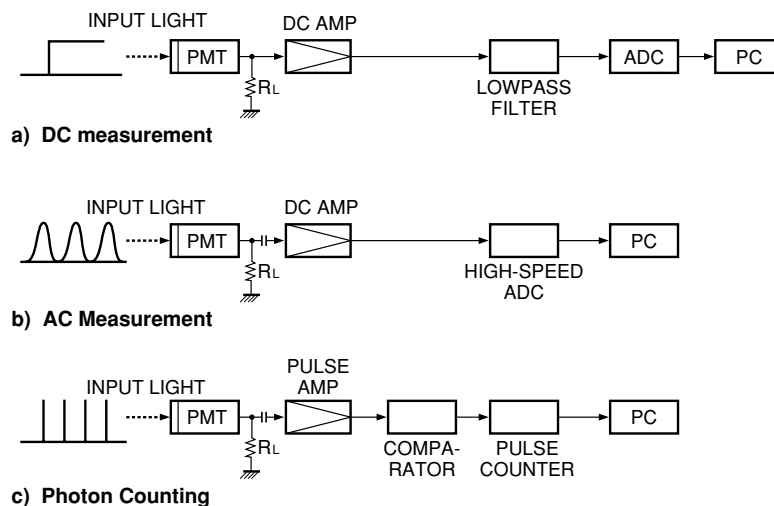 INPUT LIGHT
DC AMP
PMT
RL
LOWPASS
FILTER
ADC
PC
a) DC measurement
INPUT LIGHT
DC AMP
PMT
RL
HIGH-SPEED
ADC
PC
b) AC Measurement
INPUT LIGHT
PULSE
AMP
PMT
RL
COMPA-
RATOR
PULSE
COUNTER
PC
c) Photon Counting